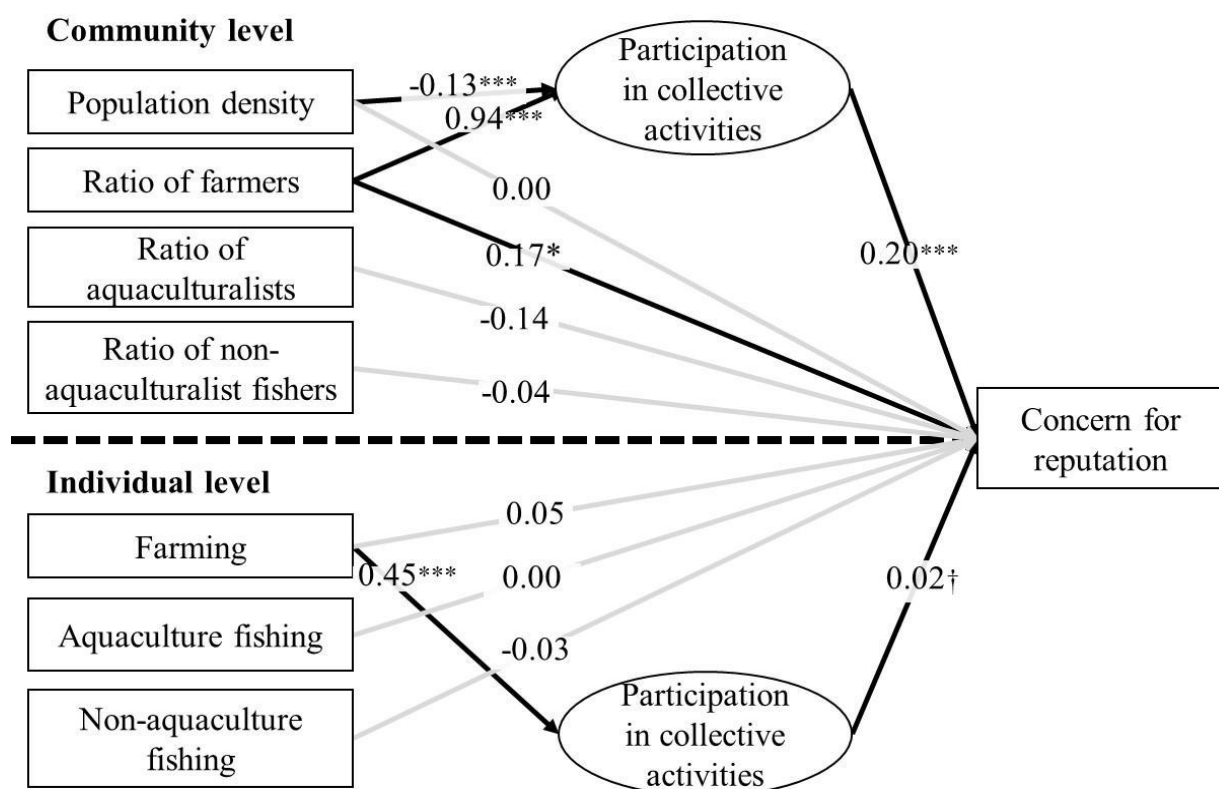 Community level
Population density
Ratio of farmers
Ratio of
aquaculturalists
Ratio of non-
aquaculturalist fishers
Participation
in collective
activities
-0.13***
0.94***
0.00
0.17*
-0.14
-0.04
0.20***
Concern for
reputation
Individual level
Farming
Aquaculture fishing
Non-aquaculture
fishing
0.05
0.45***
0.00
-0.03
0.02†
Participation
in collective
activities